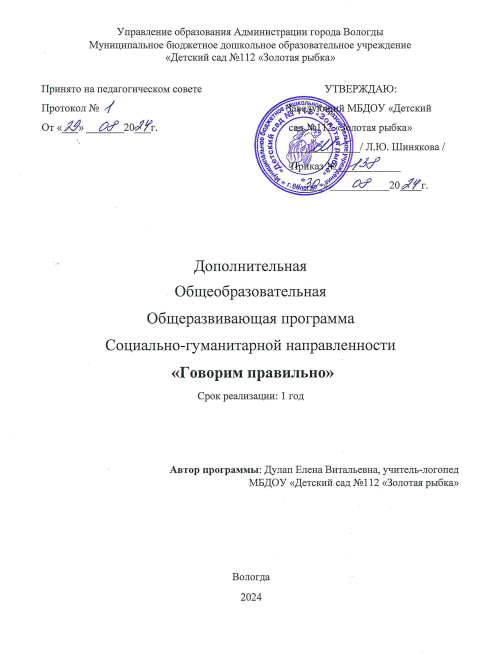 Управление образования Администрации города Вологды
Муниципальное бюджетное дошкольное образовательное учреждение
«Детский сад №112 «Золотая рыбка»
Принято на педагогическом совете
Протокол № 1
От «29» 08 2024 г.
УТВЕРЖДАЮ:
Заведующий МБДОУ «Детский
сад №112 «Золотая рыбка»
/ Л.Ю. Шинякова /
Приказ № 138
«30» 08 2024 г.
Дополнительная
Общеобразовательная
Общеразвивающая программа
Социально-гуманитарной направленности
«Говорим правильно»
Срок реализации: 1 год
Автор программы: Дулап Елена Витальевна, учитель-логопед
МБДОУ «Детский сад №112 «Золотая рыбка»
Вологда
2024